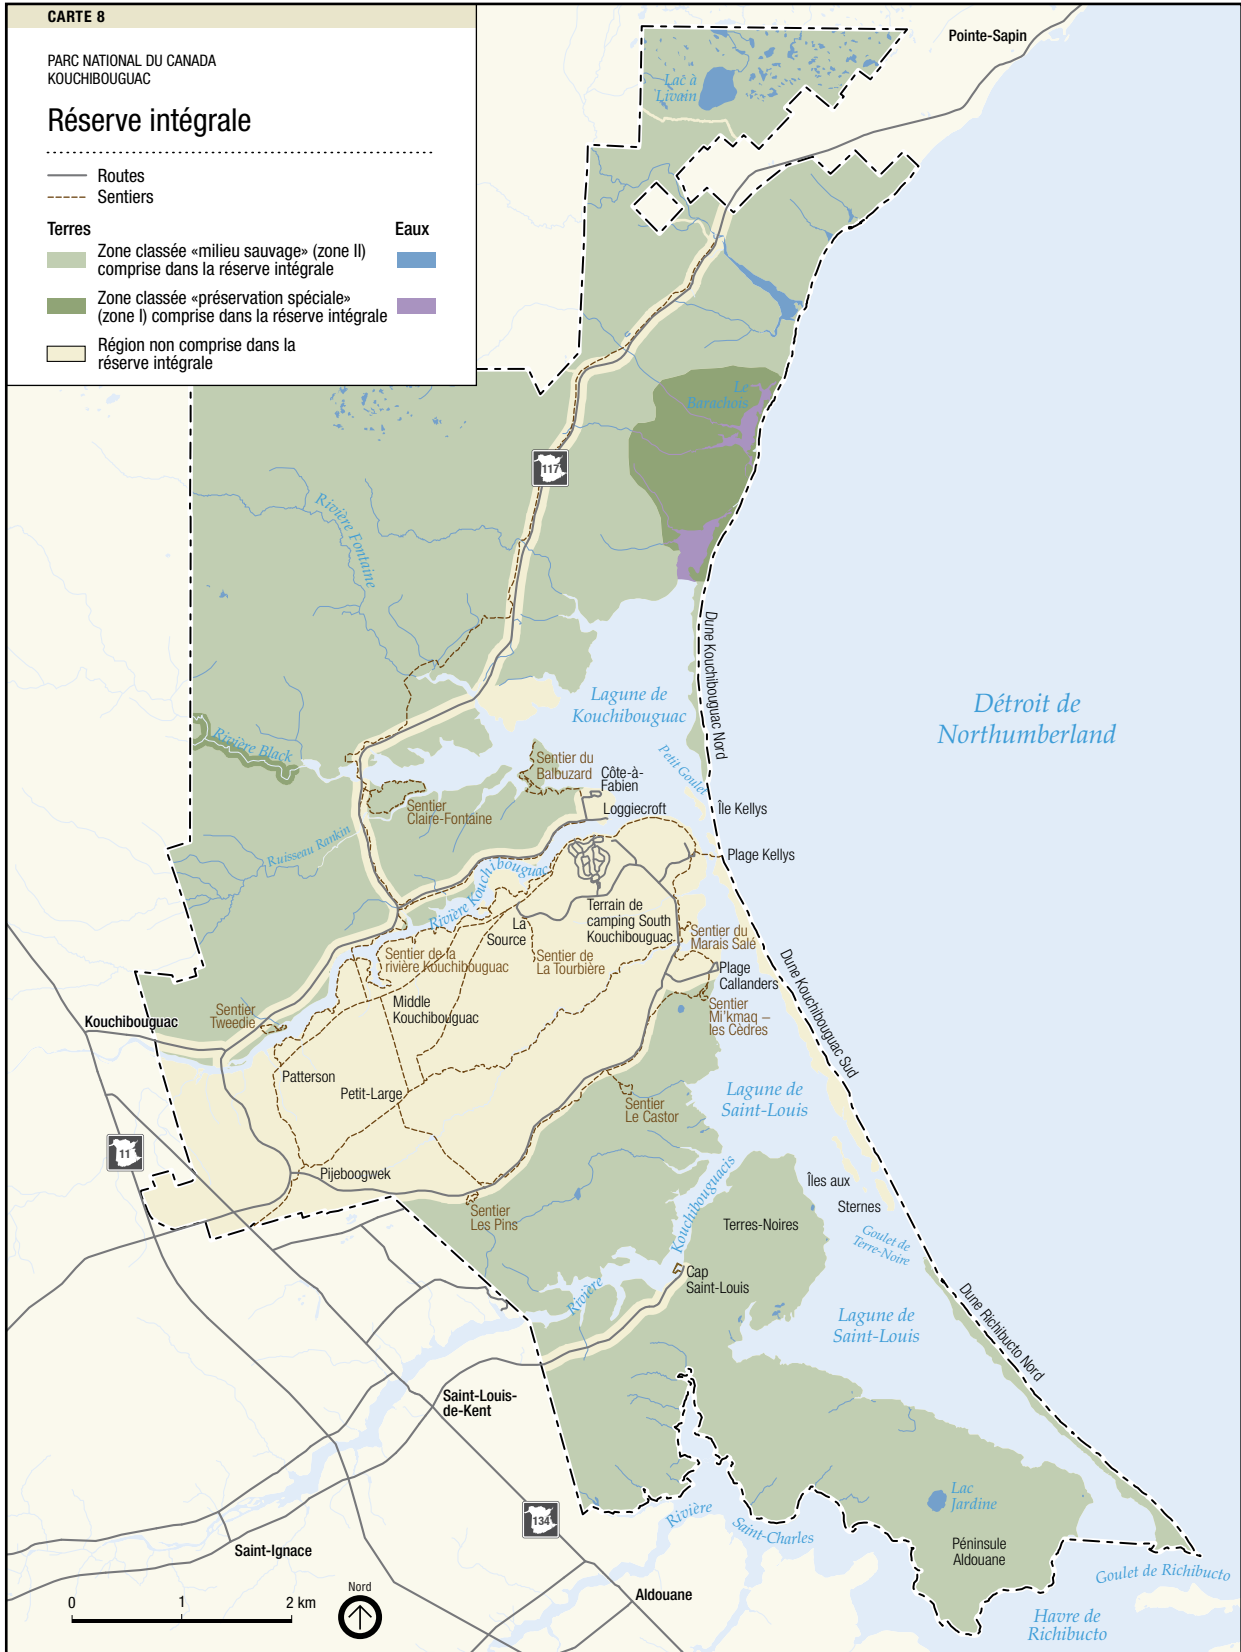 CARTE 8
PARC NATIONAL DU CANADA
KOUCHIBOUGUAC
Réserve intégrale
Routes
Sentiers
Terres
Eaux
Zone classée «milieu sauvage» (zone II)
comprise dans la réserve intégrale
Zone classée «préservation spéciale»
(zone I) comprise dans la réserve intégrale
Région non comprise dans la
réserve intégrale
Pointe-Sapin
Lac à
Livain
Le
Barachois
117
Rivière Fontaine
Dune Kouchibouguac Nord
Lagune de
Kouchibouguac
Détroit de
Northumberland
Rivière Black
Petit Goulet
Sentier du
Balbuzard
Côte-à-
Fabien
Sentier
Claire-Fontaine
Loggiecroft
Île Kellys
Ruisseau Rankin
Plage Kellys
Rivière Kouchibouguac
Terrain de
camping South
Kouchibouguac
La
Source
Sentier du
Marais Salé
Sentier de la
rivière Kouchibouguac
Sentier de
La Tourbière
Plage
Callanders
Dune Kouchibouguac Sud
Sentier
Tweedie
Middle
Kouchibouguac
Sentier
Mi'kmaq –
les Cèdres
Kouchibouguac
Patterson
Petit-Large
Lagune de
Saint-Louis
Sentier
Le Castor
11
Pijeboogwek
Îles aux
Sternes
Sentier
Les Pins
Terres-Noires
Goulet de
Terre-Noire
Rivière Kouchibouguacis
Cap
Saint-Louis
Dune Richibucto Nord
Lagune de
Saint-Louis
Saint-Louis-
de-Kent
Lac
Jardine
134
Rivière
Saint-Charles
Saint-Ignace
Péninsule
Aldouane
Goulet de Richibucto
Aldouane
Havre de
Richibucto
0 1 2 km
Nord